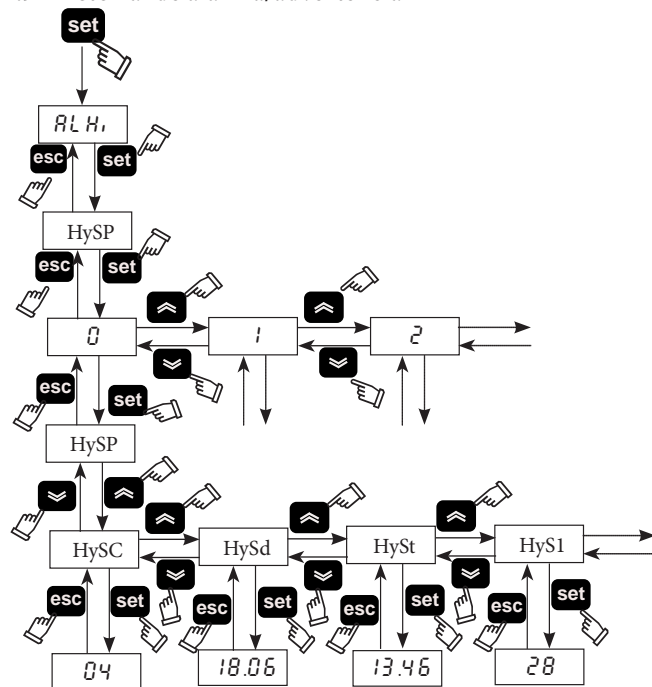 set
ALHi
esc set
HySP
esc set
0 1 2
esc set
HySP
HySC HySd HySt HyS1
esc set esc set esc set esc set
04 18.06 13.46 28